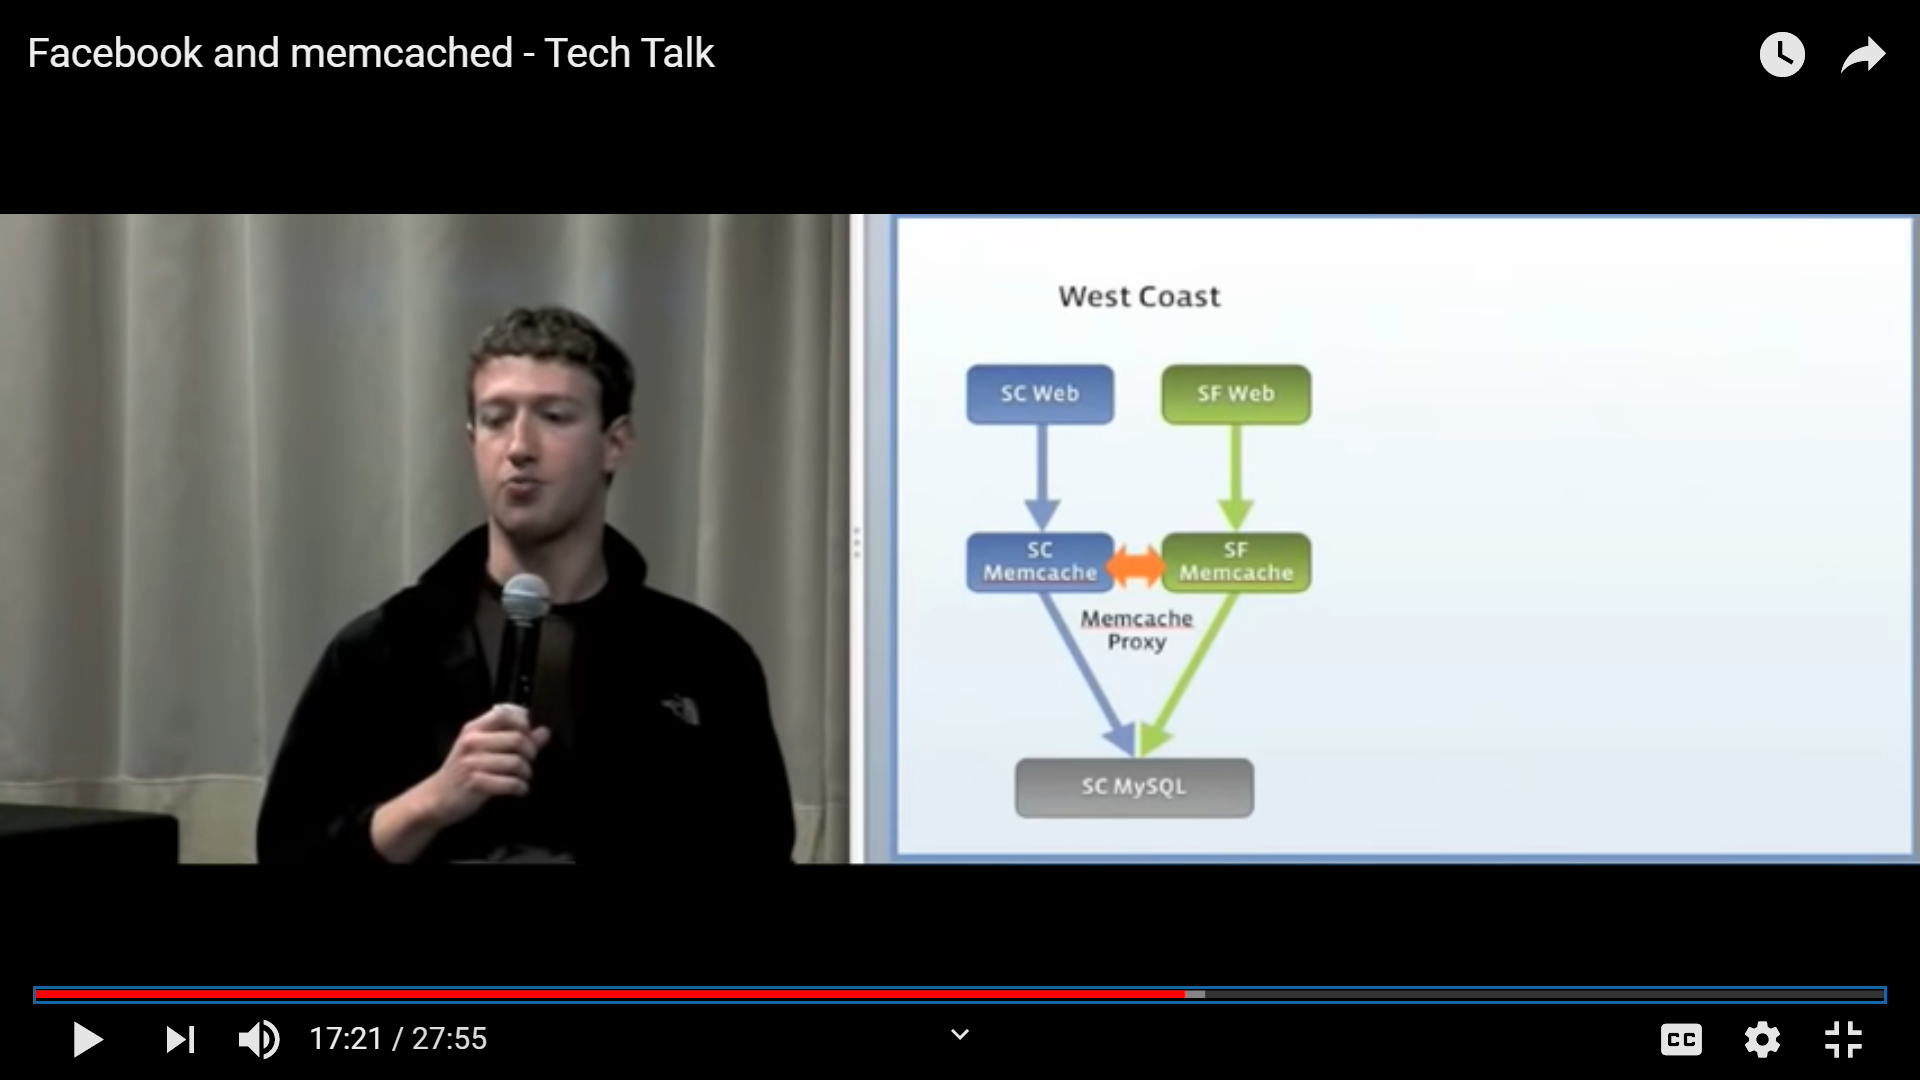 Facebook and memcached - Tech Talk
West Coast
SC Web
SF Web
SC
Memcache
SF
Memcache
Memcache
Proxy
SC MySQL
17:21 / 27:55
CC